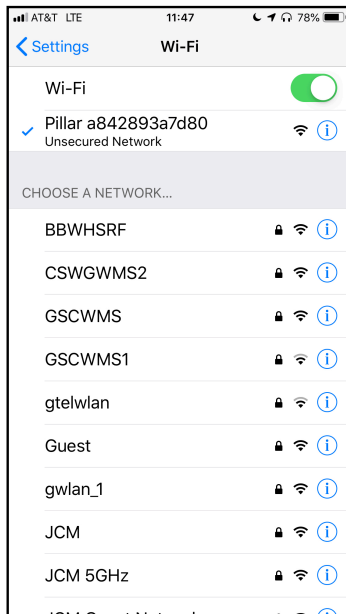 AT&T LTE 11:47 78%
Settings Wi-Fi
Wi-Fi
Pillar a842893a7d80
Unsecured Network
CHOOSE A NETWORK...
BBWHSRF
CSWGWMS2
GSCWMS
GSCWMS1
gtelwlan
Guest
gwlan_1
JCM
JCM 5GHz